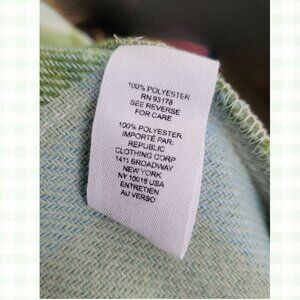 100% POLYESTER
RN 93178
SEE REVERSE
FOR CARE
100% POLYESTER
IMPORTÉ PAR:
REPUBLIC
CLOTHING CORP
1411 BROADWAY
NEW YORK
NY 10018 USA
ENTRETIEN
AU VERSO